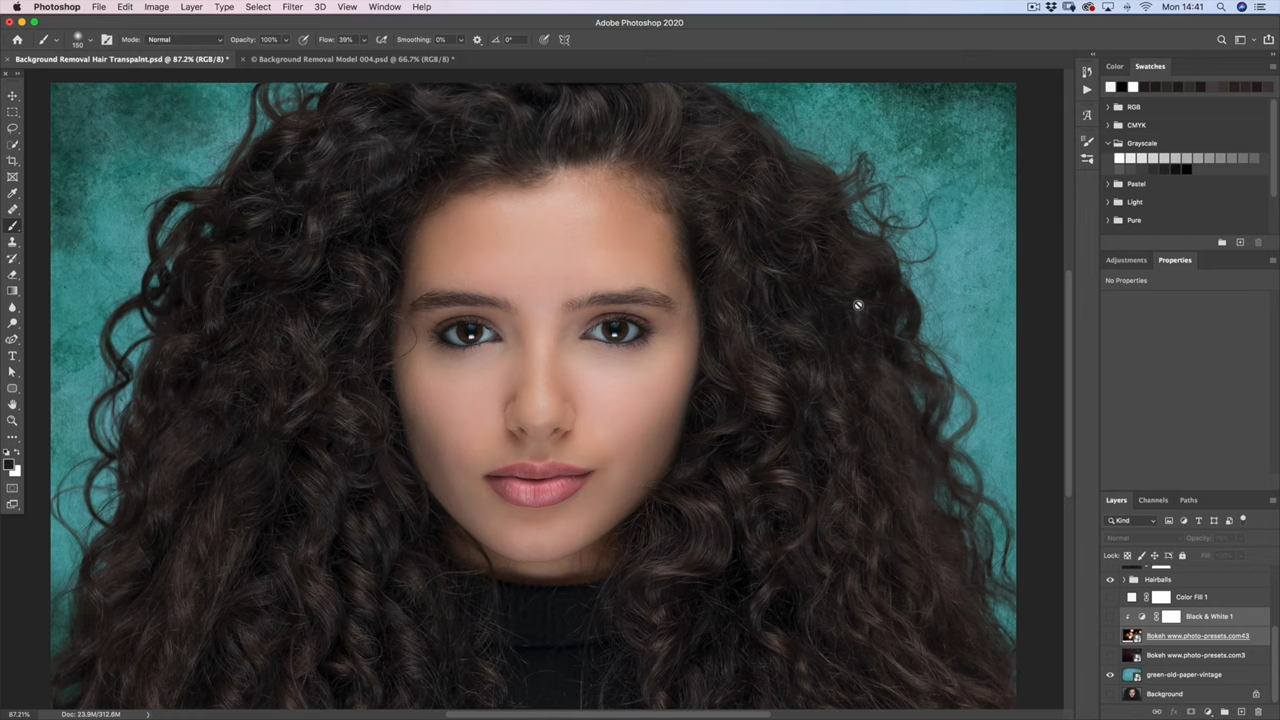 Photoshop File Edit Image Layer Type Select Filter 3D View Window Help Mon 14:41
Adobe Photoshop 2020
150 Mode: Normal Opacity: 100% Flow: 39% Smoothing: 0% 0°
Background Removal Hair Transpaint.psd @ 87.2% (RGB/8) * © Background Removal Model 004.psd @ 66.7% (RGB/8) *
Color Swatches
RGB
CMYK
Grayscale
Pastel
Light
Pure
Adjustments Properties
No Properties
Layers Channels Paths
Kind
Normal Opacity:
Lock: Fill:
Hairballs
Color Fill 1
Black & White 1
Bokeh www.photo-presets.com43
Bokeh www.photo-presets.com3
green-old-paper-vintage
Background
87.21% Doc: 23.9M/312.6M